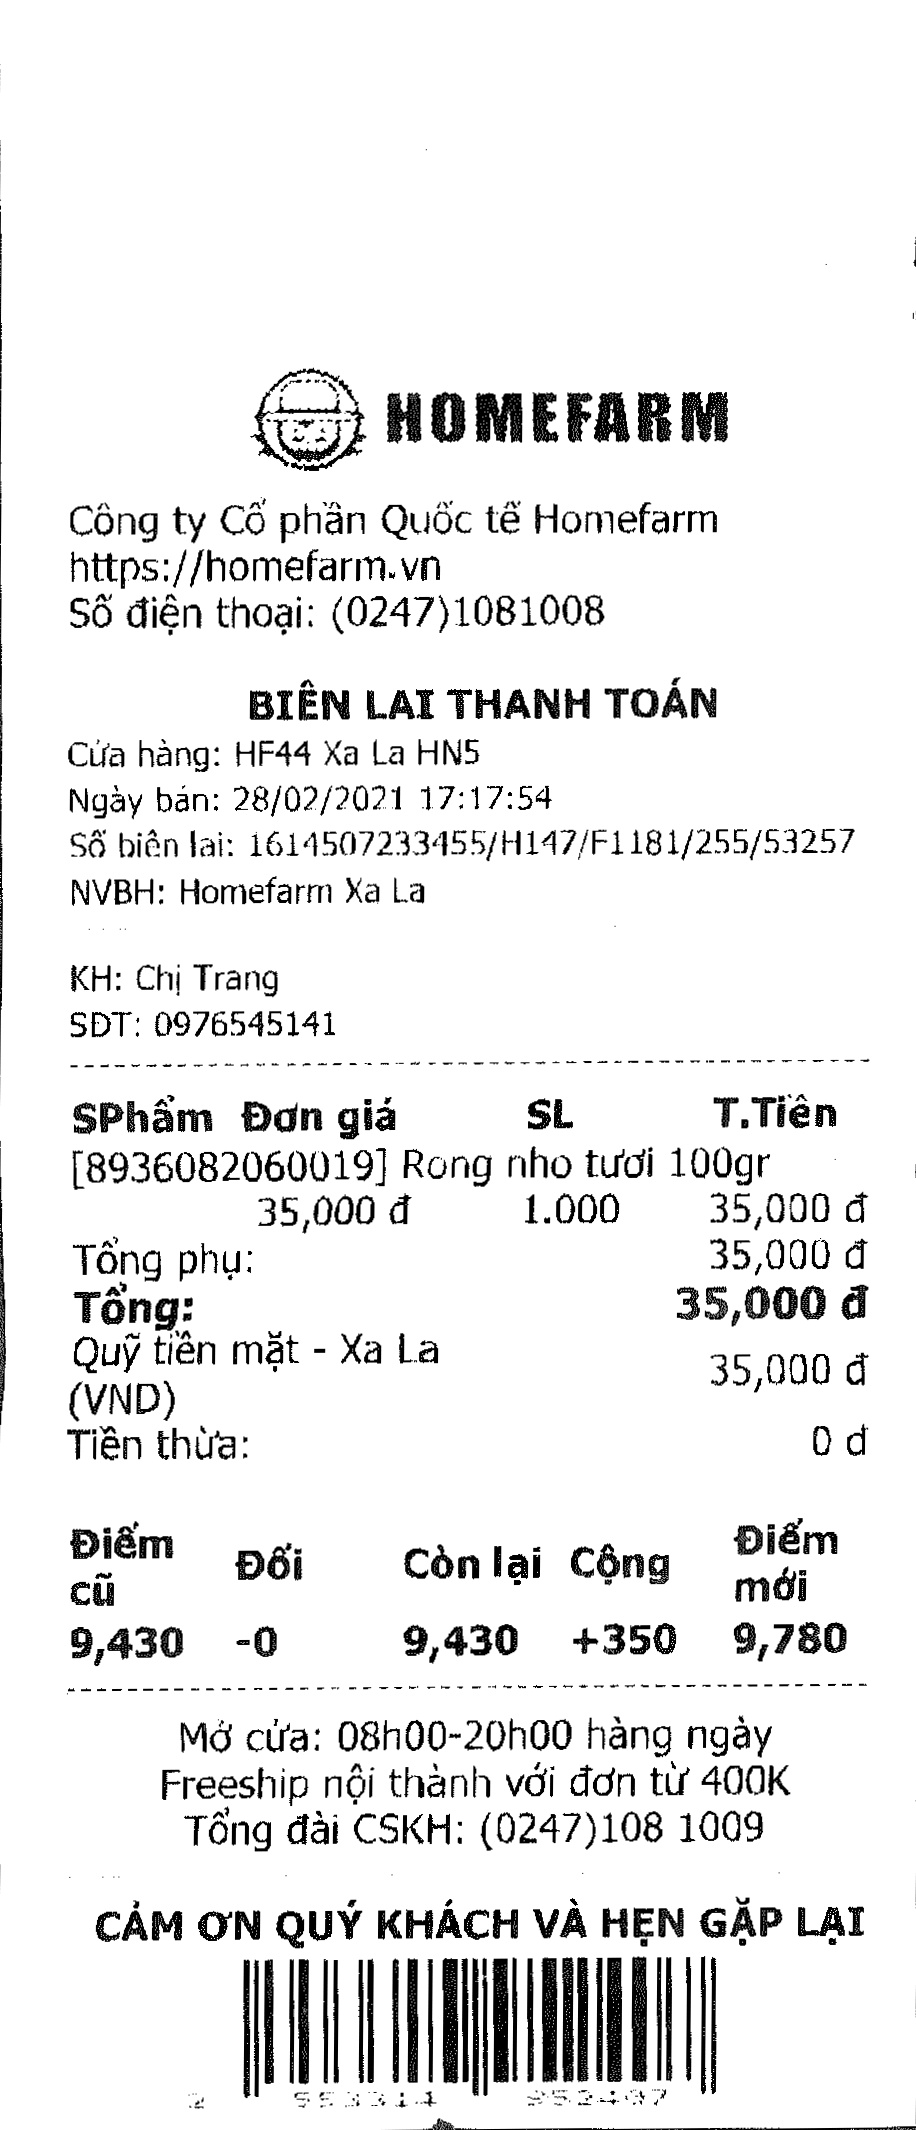 HOMEFARM
Công ty Cổ phần Quốc tế Homefarm
https://homefarm.vn
Số điện thoại: (0247)1081008
BIÊN LAI THANH TOÁN
Cửa hàng: HF44 Xa La HN5
Ngày bán: 28/02/2021 17:17:54
Số biên lai: 1614507233455/H147/F1181/255/53257
NVBH: Homefarm Xa La
KH: Chị Trang
SDT: 0976545141
SPhẩm Đơn giá SL T.Tiền
[8936082060019] Rong nho tươi 100gr
35,000 đ 1.000 35,000 đ
Tổng phụ: 35,000 đ
Tổng: 35,000 đ
Quỹ tiền mặt - Xa La (VND) 35,000 đ
Tiền thừa: 0 đ
Điểm cũ Đổi Còn lại Cộng Điểm mới
9,430 -0 9,430 +350 9,780
Mở cửa: 08h00-20h00 hàng ngày
Freeship nội thành với đơn từ 400K
Tổng đài CSKH: (0247)108 1009
CẢM ƠN QUÝ KHÁCH VÀ HẸN GẶP LẠI